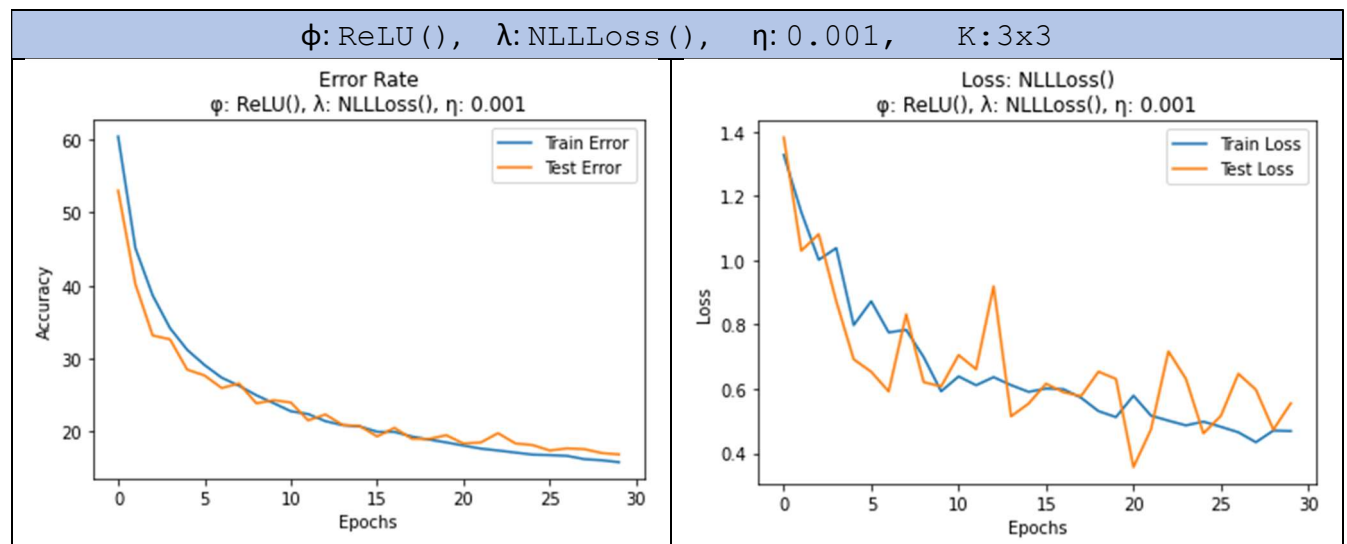 ϕ: ReLU(), λ: NLLLoss(), η: 0.001, K:3x3
Error Rate
φ: ReLU(), λ: NLLLoss(), η: 0.001
Train Error
Test Error
60
50
40
30
20
Accuracy
0 5 10 15 20 25 30
Epochs
Loss: NLLLoss()
φ: ReLU(), λ: NLLLoss(), η: 0.001
Train Loss
Test Loss
1.4
1.2
1.0
0.8
0.6
0.4
Loss
0 5 10 15 20 25 30
Epochs